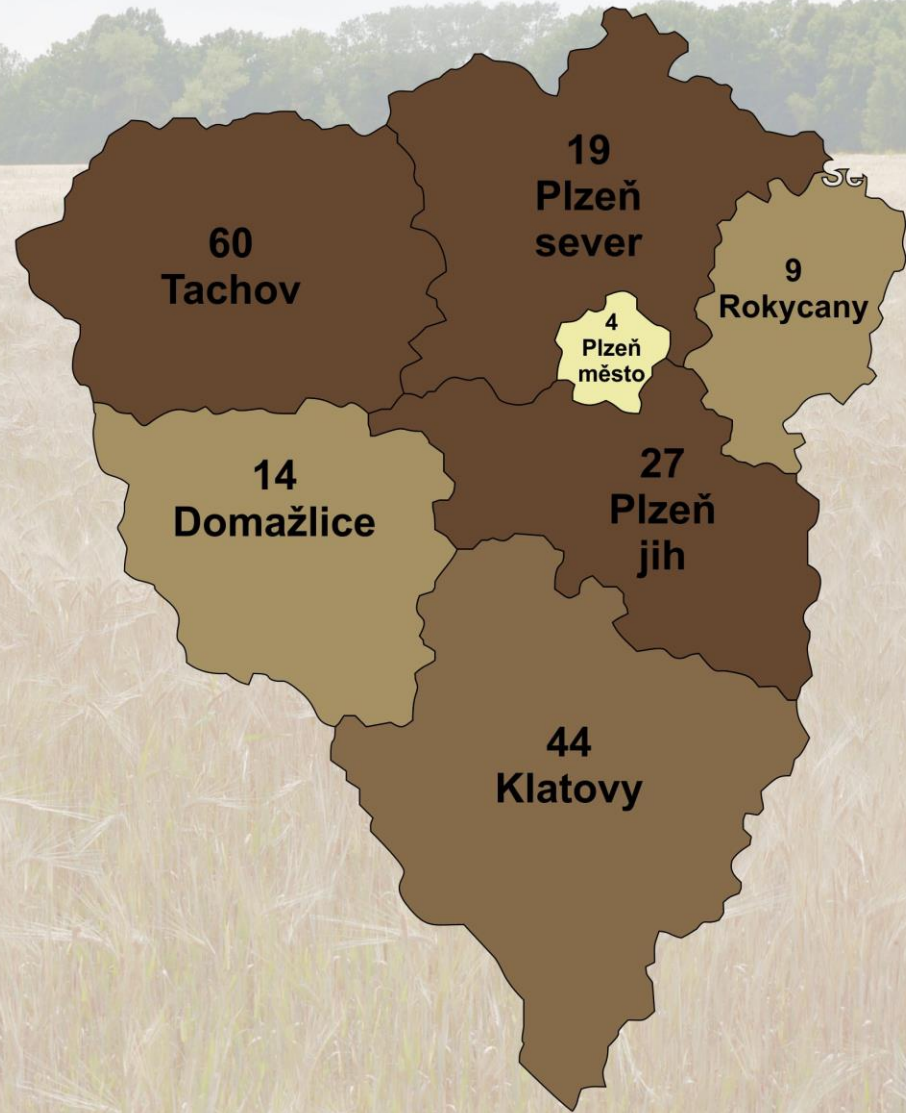 19
Plzeň
sever
60
Tachov
9
Rokycany
4
Plzeň
město
14
Domažlice
27
Plzeň
jih
44
Klatovy